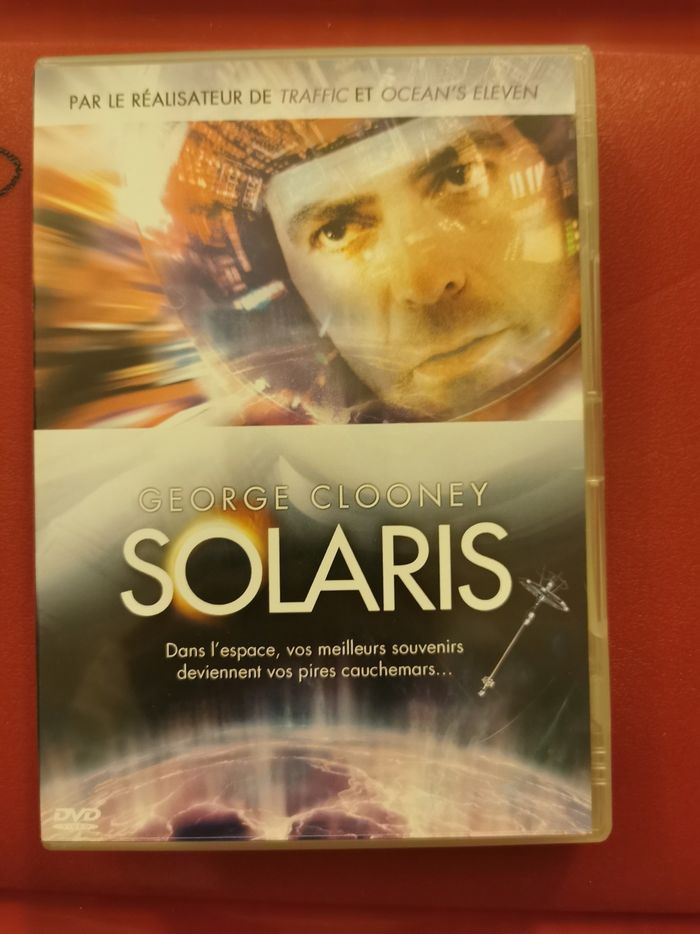 PAR LE RÉALISATEUR DE TRAFFIC ET OCEAN'S ELEVEN
GEORGE CLOONEY
SOLARIS
Dans l'espace, vos meilleurs souvenirs
deviennent vos pires cauchemars...
DVD
VIDEO